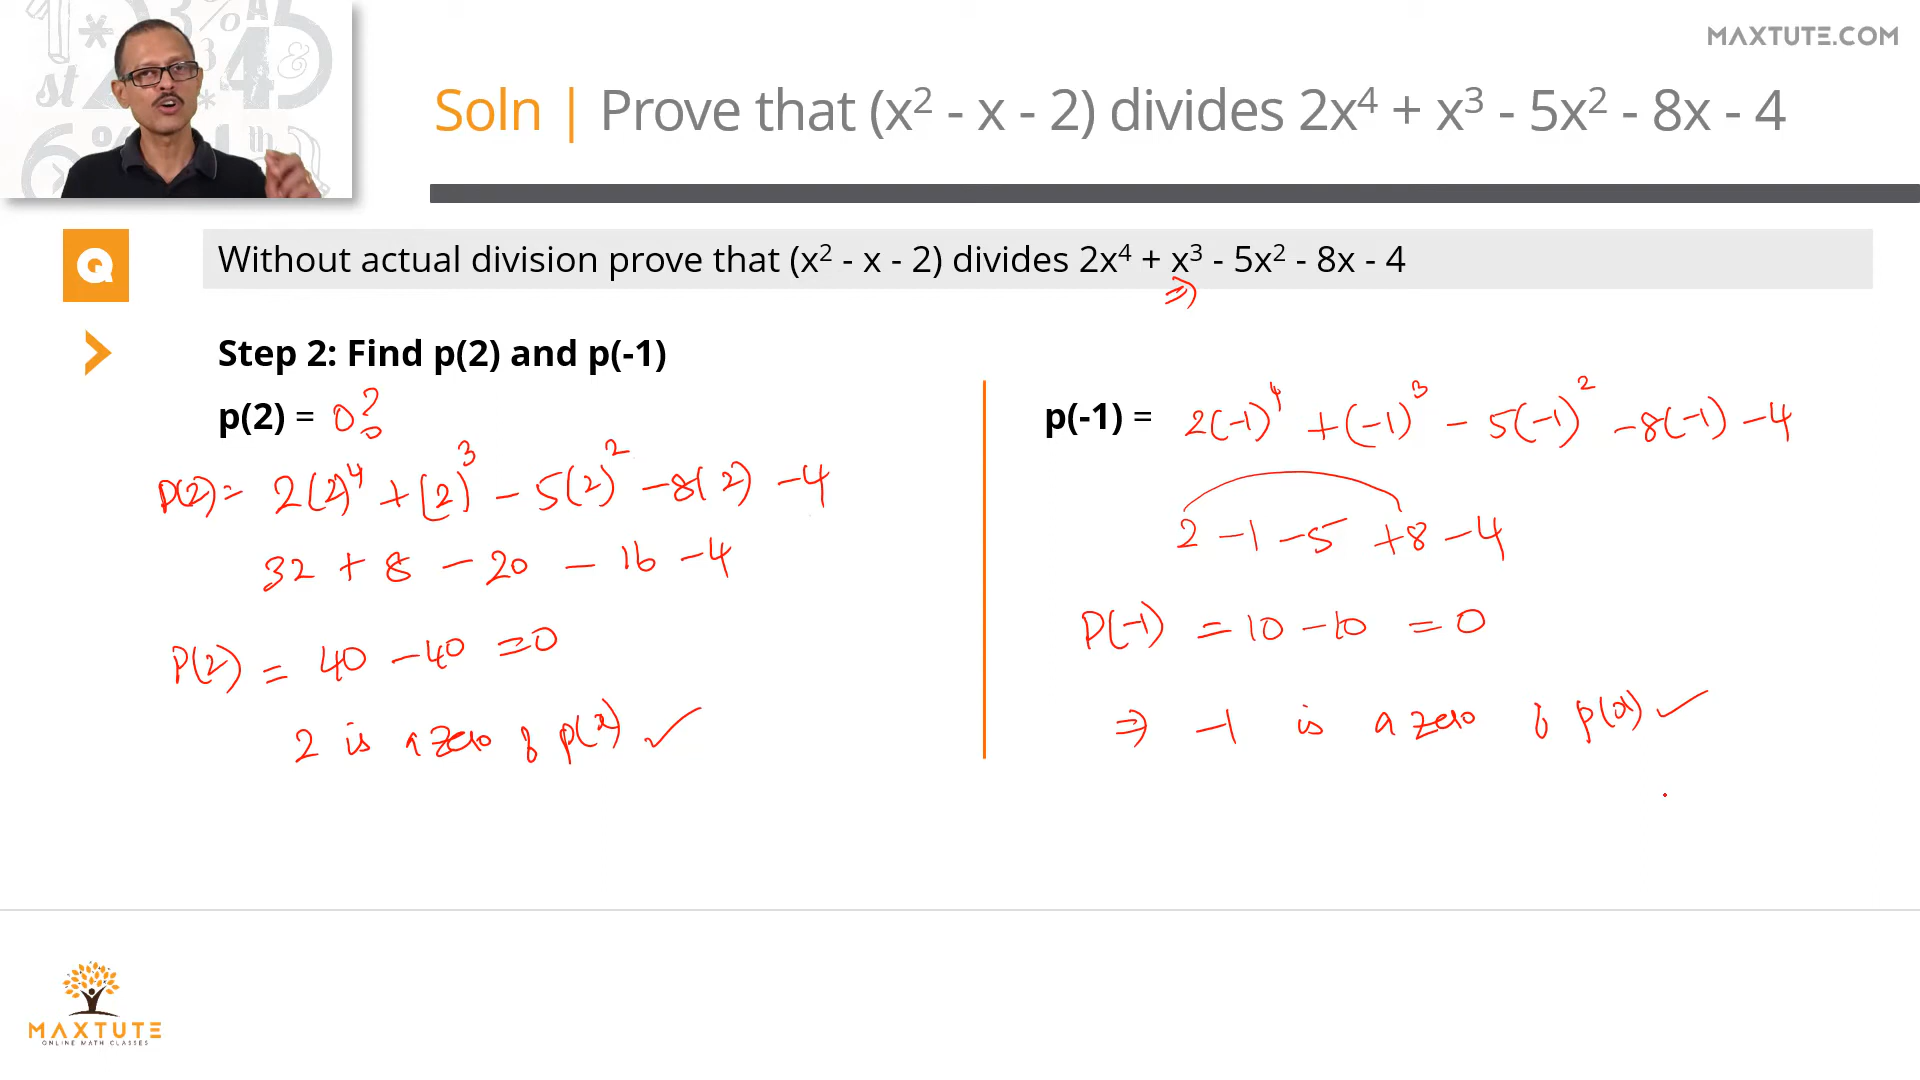 MAXTUTE.COM
Soln | Prove that (x² - x - 2) divides 2x⁴ + x³ - 5x² - 8x - 4
Q Without actual division prove that (x² - x - 2) divides 2x⁴ + x³ - 5x² - 8x - 4
⇒
Step 2: Find p(2) and p(-1)
p(2) = 0?
P(2) = 2(2)⁴ + (2)³ - 5(2)² - 8(2) - 4
32 + 8 - 20 - 16 - 4
P(2) = 40 - 40 = 0
2 is a zero of p(x) ✓
p(-1) = 2(-1)⁴ + (-1)³ - 5(-1)² - 8(-1) - 4
2 - 1 - 5 + 8 - 4
P(-1) = 10 - 10 = 0
⇒ -1 is a zero of p(x) ✓
MAXTUTE
ONLINE MATH CLASSES